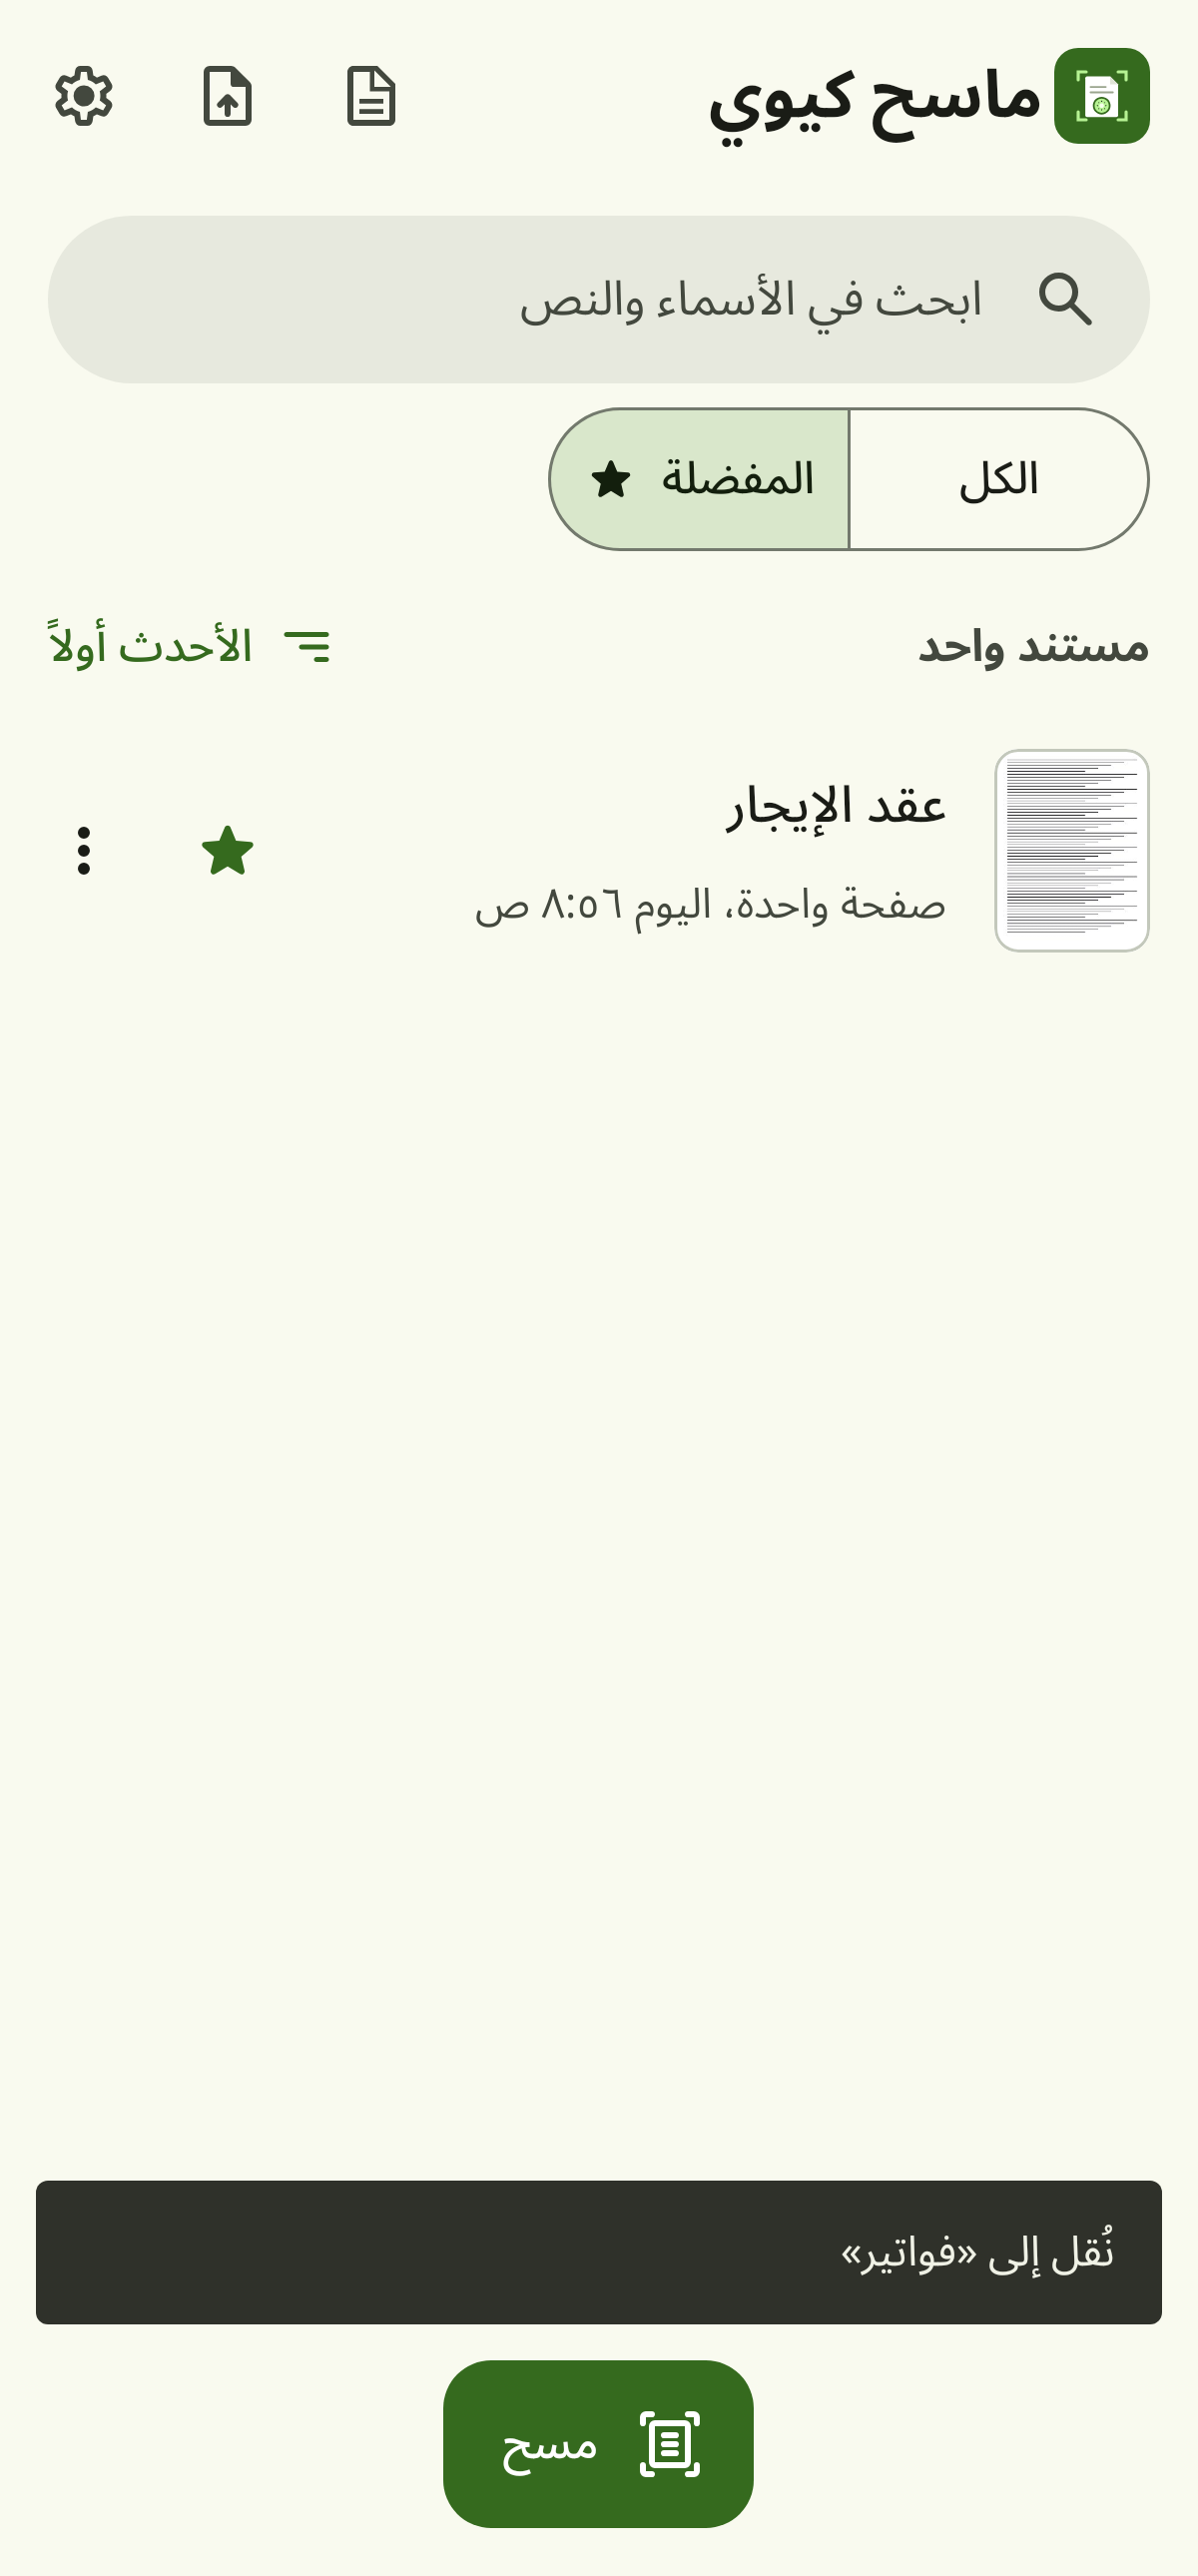 ماسح كيوي
ابحث في الأسماء والنص
الكل
المفضلة
مستند واحد
الأحدث أولاً
عقد الإيجار
صفحة واحدة، اليوم ٨:٥٦ ص
نُقل إلى «فواتير»
مسح